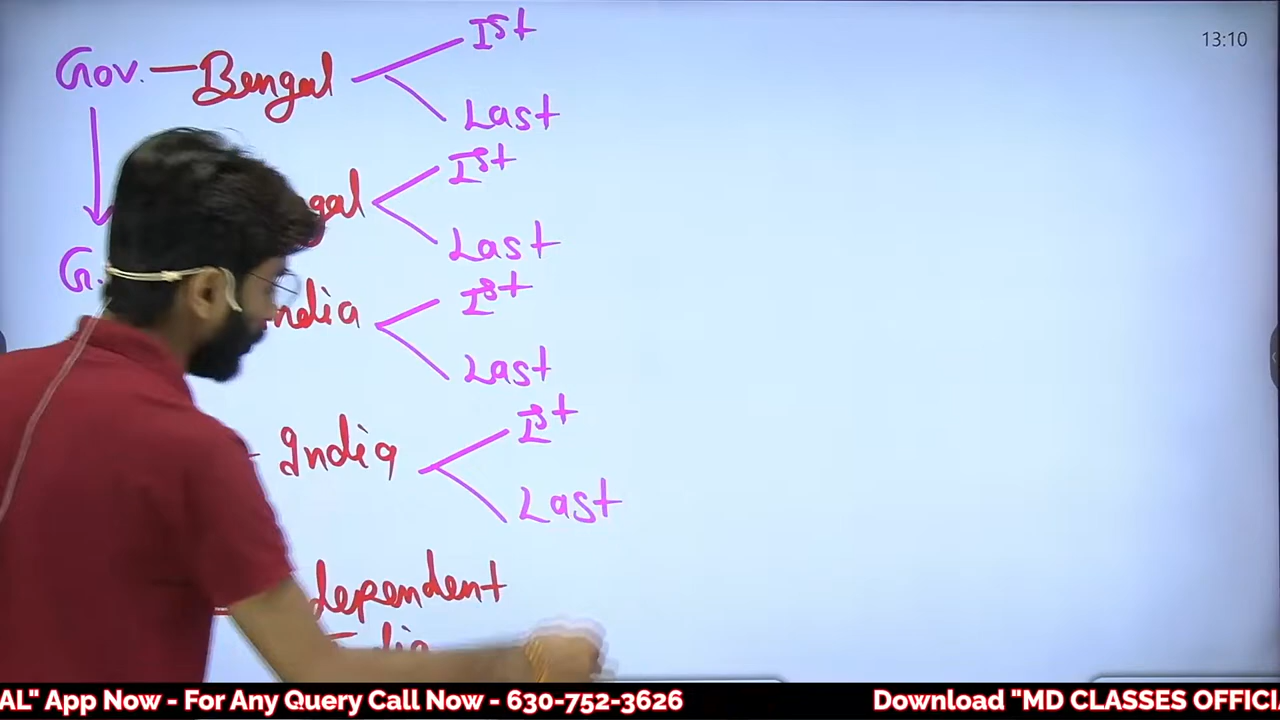 Gov. — Bengal
Ist
Last
gal
Ist
Last
G.
ndia
Ist
Last
- India
Ist
Last
dependent
dia
13:10
AL" App Now - For Any Query Call Now - 630-752-3626
Download "MD CLASSES OFFICI